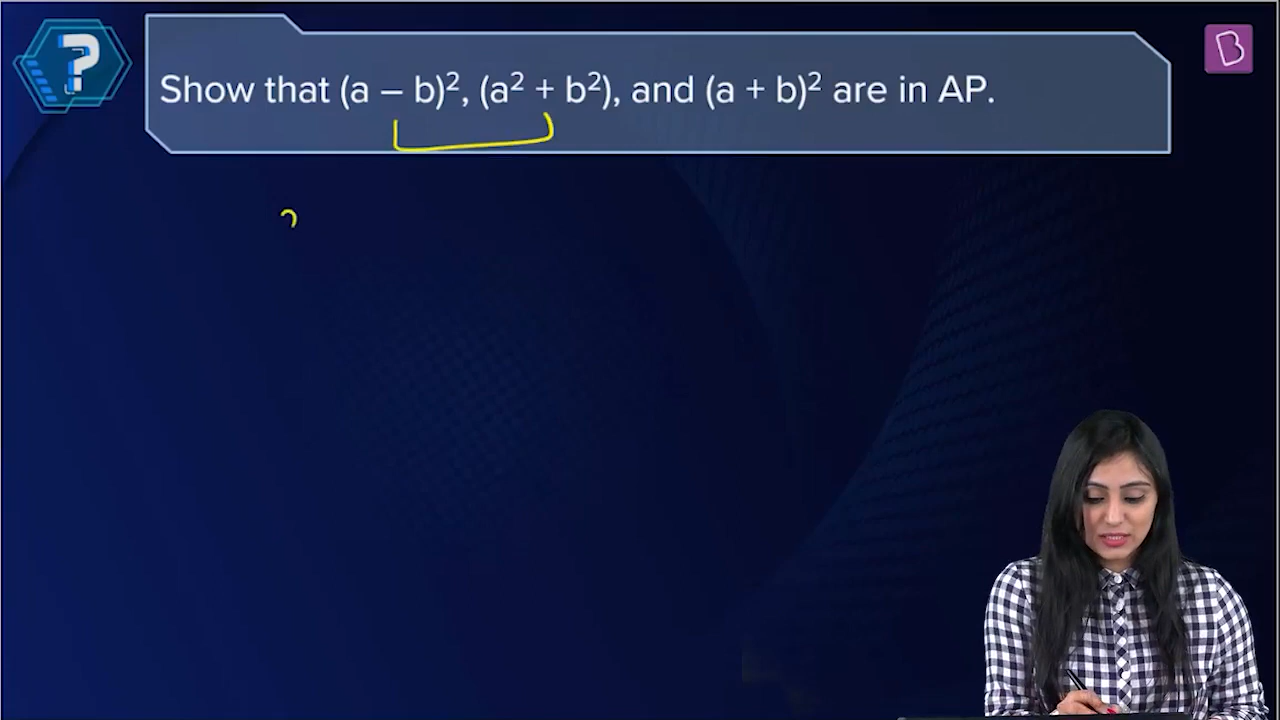 Show that (a – b)², (a² + b²), and (a + b)² are in AP.